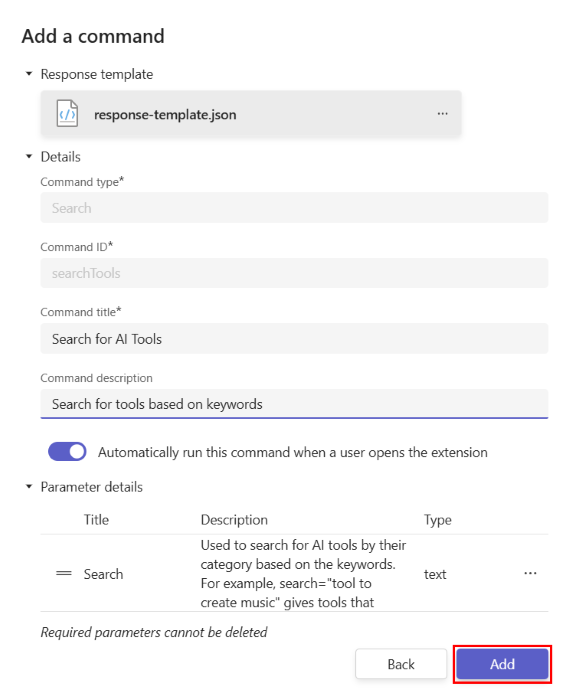 Add a command
Response template
response-template.json
Details
Command type*
Search
Command ID*
searchTools
Command title*
Search for AI Tools
Command description
Search for tools based on keywords
Automatically run this command when a user opens the extension
Parameter details
Title Description Type
Used to search for AI tools by their
category based on the keywords.
Search For example, search="tool to text
create music" gives tools that
Required parameters cannot be deleted
Back Add